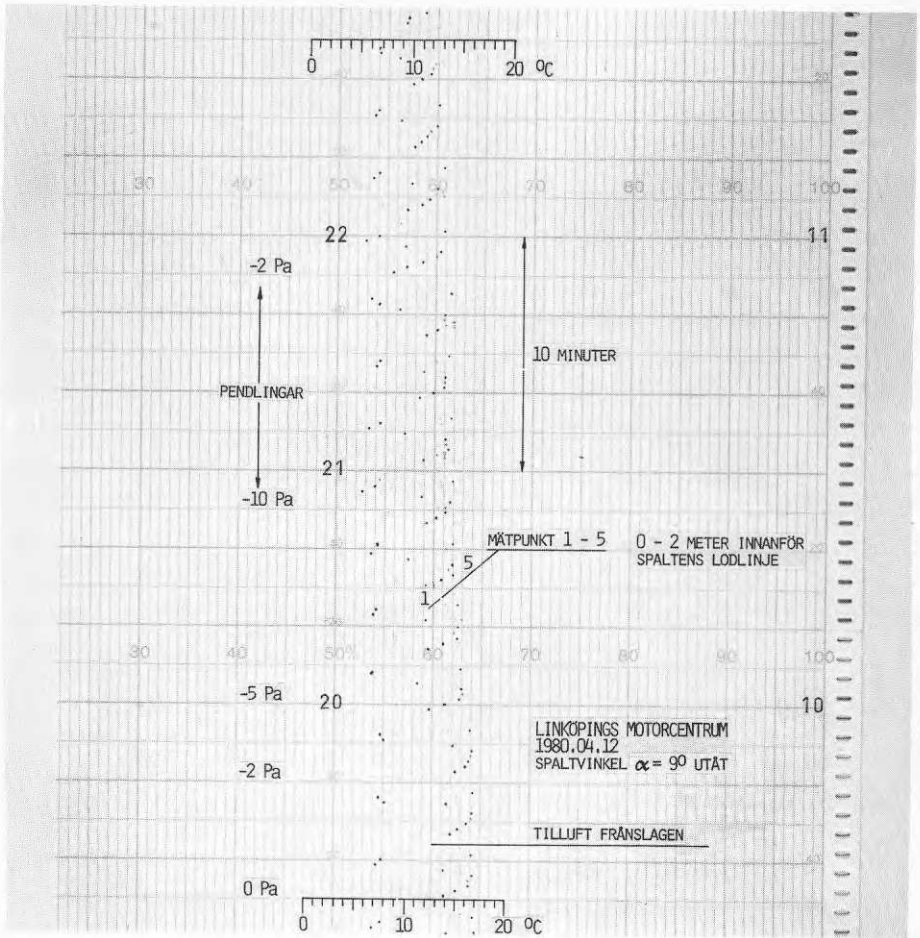 0 10 20 ºC
30 40 50% 60 70 80 90 100
22 11
-2 Pa
10 MINUTER
PENDLINGAR
21
-10 Pa
MÄTPUNKT 1 - 5 0 - 2 METER INNANFÖR
SPALTENS LODLINJE
5
1
30 40 50% 60 70 80 90 100
-5 Pa
20 10
LINKÖPINGS MOTORCENTRUM
1980.04.12
SPALTVINKEL α = 9º UTÅT
-2 Pa
TILLUFT FRÅNSLAGEN
0 Pa
0 10 20 ºC